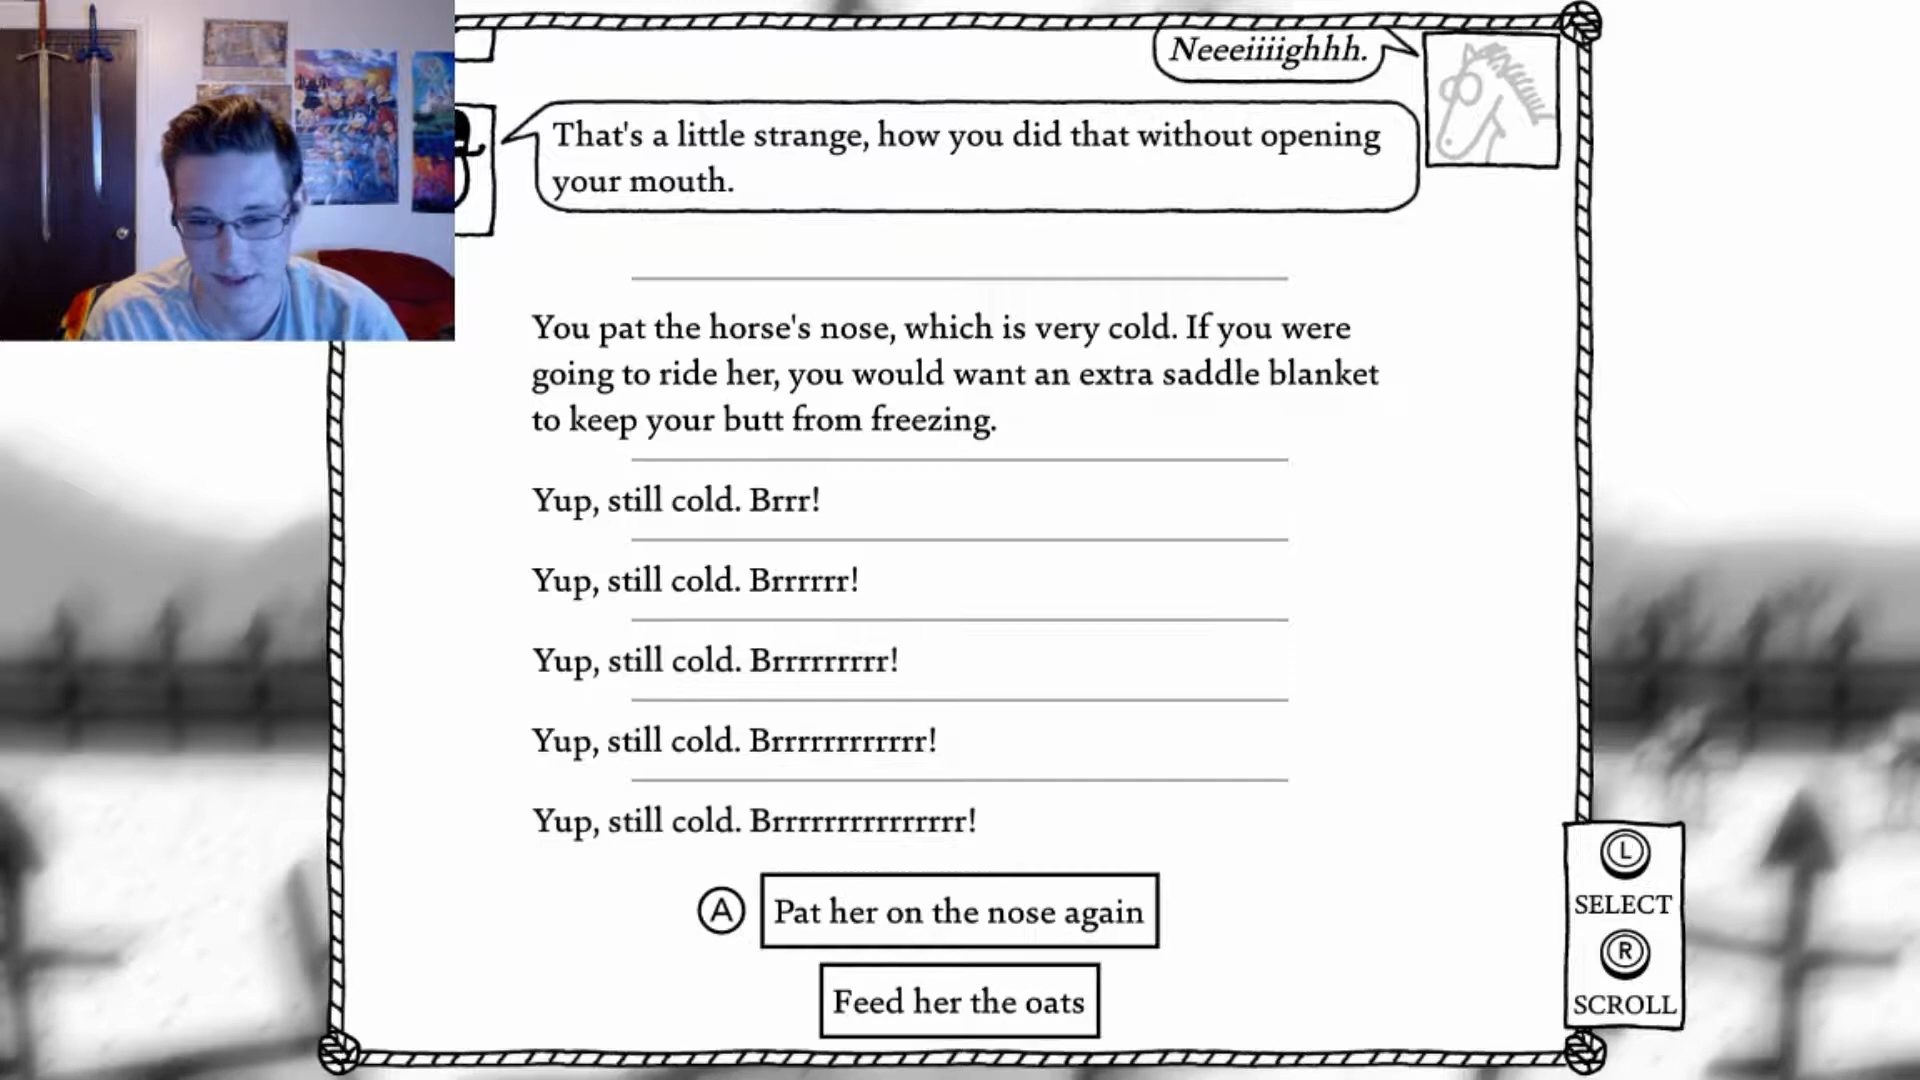 Neeeiiiighhh.
That's a little strange, how you did that without opening
your mouth.
You pat the horse's nose, which is very cold. If you were
going to ride her, you would want an extra saddle blanket
to keep your butt from freezing.
Yup, still cold. Brrr!
Yup, still cold. Brrrrrr!
Yup, still cold. Brrrrrrrrr!
Yup, still cold. Brrrrrrrrrrrr!
Yup, still cold. Brrrrrrrrrrrrrrr!
A Pat her on the nose again
Feed her the oats
L
SELECT
R
SCROLL